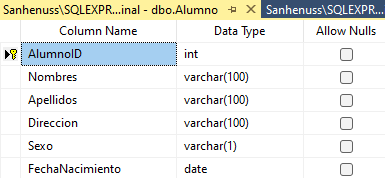 Sanhenuss\SQLEXPR...inal - dbo.Alumno Sanhenuss\SQLEXPR...
Column Name Data Type Allow Nulls
AlumnoID int
Nombres varchar(100)
Apellidos varchar(100)
Direccion varchar(100)
Sexo varchar(1)
FechaNacimiento date